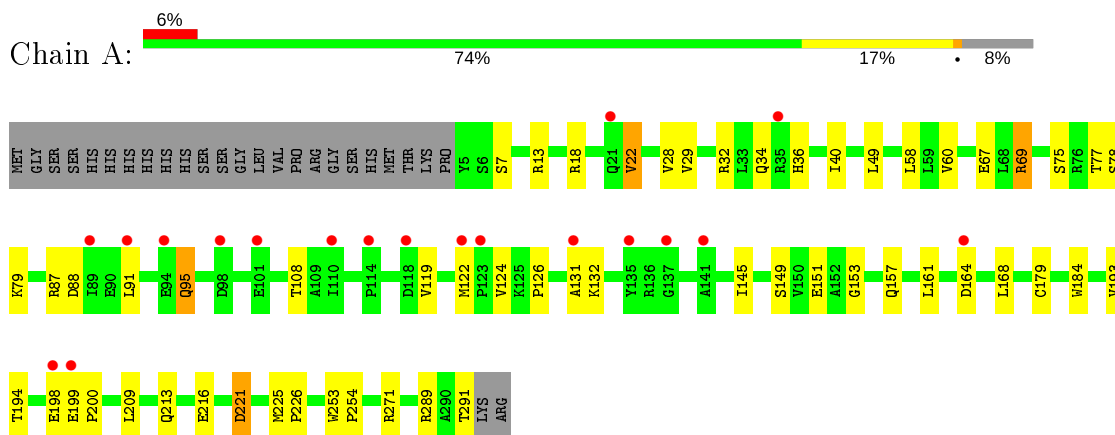 6%
Chain A:
74% 17% • 8%
MET GLY SER SER HIS HIS HIS HIS HIS HIS SER SER GLY LEU VAL PRO ARG GLY SER HIS MET THR LYS PRO Y5 S6 S7 R13 R18 Q21 V22 V28 V29 R32 L33 Q34 R35 H36 I40 L49 L58 L59 V60 E67 L68 R69 S75 R76 T77 S78
K79 R87 D88 I89 E90 L91 E94 Q95 D98 E101 T108 A109 I110 P114 D118 V119 M122 P123 V124 K125 P126 A131 K132 Y135 R136 G137 A141 I145 S149 V150 E151 A152 G153 Q157 L161 D164 L168 C179 W184 V193
T194 E198 E199 P200 L209 Q213 E216 D221 M225 P226 W253 P254 R271 R289 A290 T291 LYS ARG